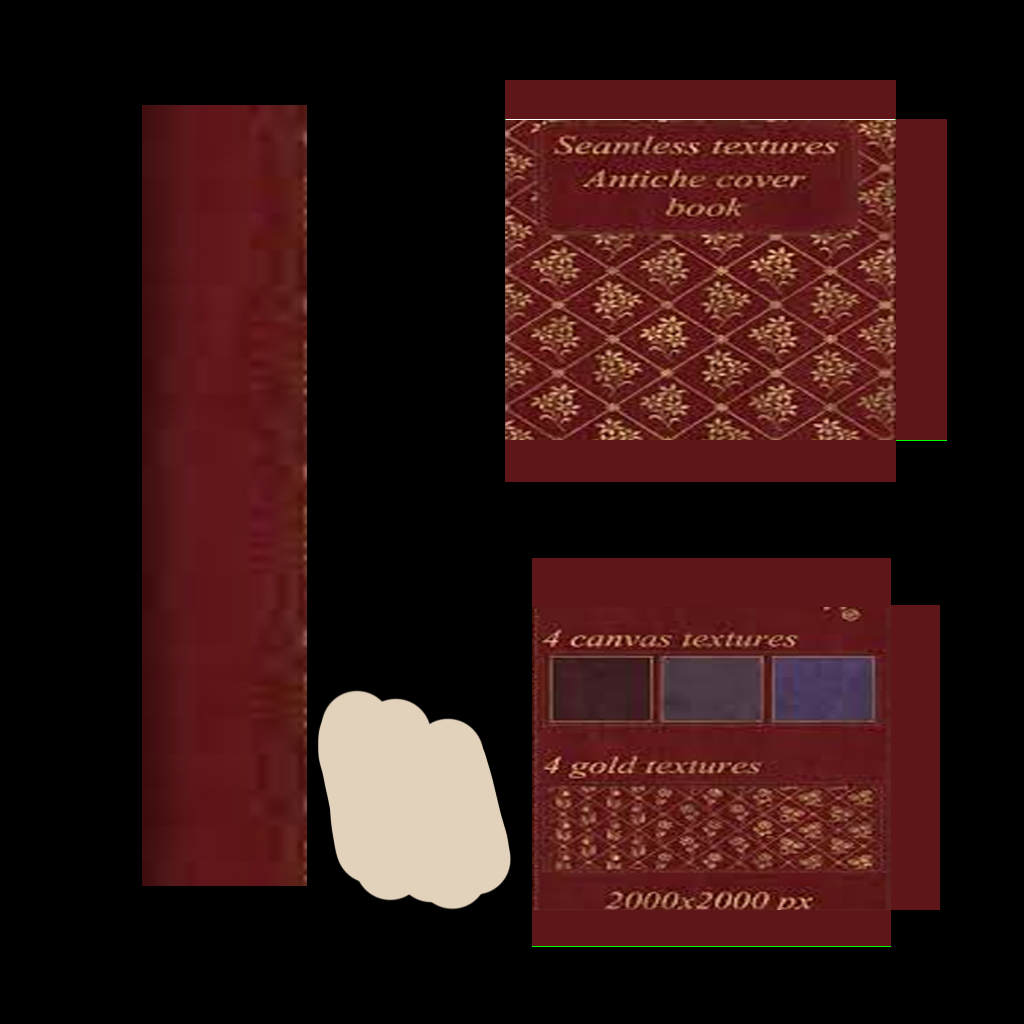 Seamless textures
Antiche cover
book
4 canvas textures
4 gold textures
2000x2000 px